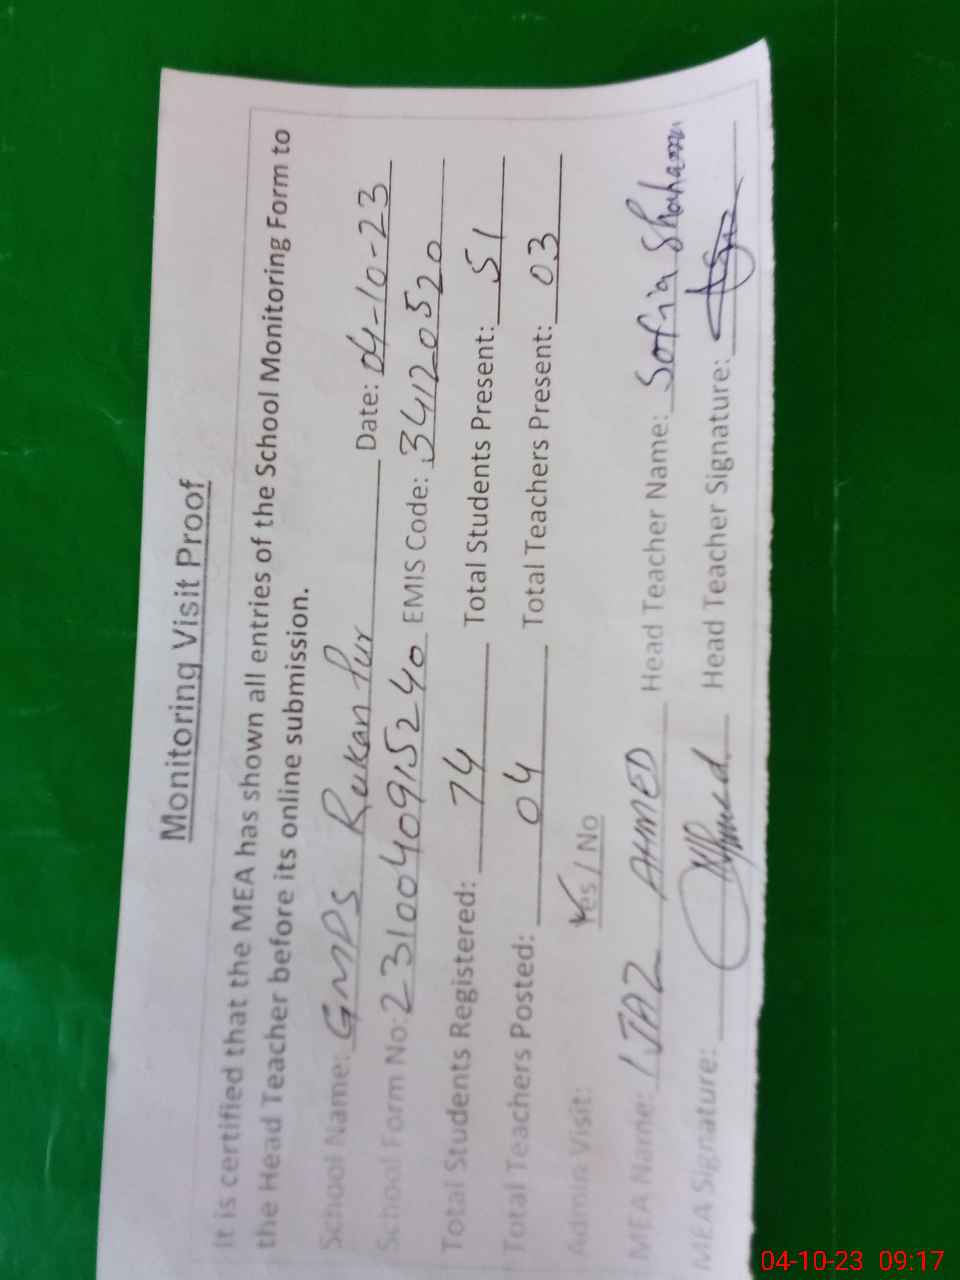 Monitoring Visit Proof
It is certified that the MEA has shown all entries of the School Monitoring Form to
the Head Teacher before its online submission.
School Name: GMPS Rukan Pur Date: 04-10-23
School Form No: 2310040915240 EMIS Code: 34120520
Total Students Registered: 74 Total Students Present: 51
Total Teachers Posted: 04 Total Teachers Present: 03
Admin Visit: Yes / No
MEA Name: IJAZ AHMED Head Teacher Name: Sofia
MEA Signature: Head Teacher Signature:
04-10-23 09:17